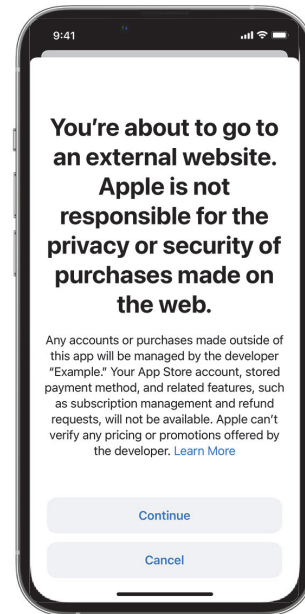 9:41
You’re about to go to
an external website.
Apple is not
responsible for the
privacy or security of
purchases made on
the web.
Any accounts or purchases made outside of
this app will be managed by the developer
“Example.” Your App Store account, stored
payment method, and related features, such
as subscription management and refund
requests, will not be available. Apple can’t
verify any pricing or promotions offered by
the developer. Learn More
Continue
Cancel